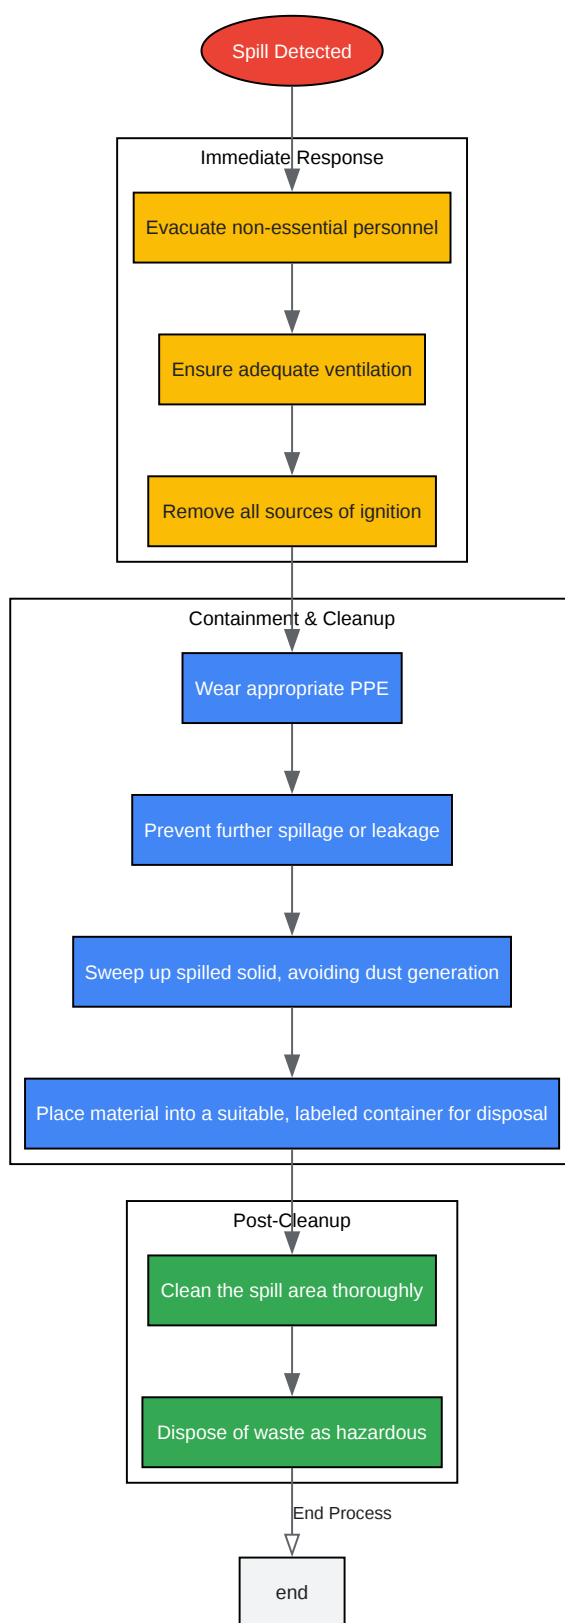 Spill Detected
Immediate Response
Evacuate non-essential personnel
Ensure adequate ventilation
Remove all sources of ignition
Containment & Cleanup
Wear appropriate PPE
Prevent further spillage or leakage
Sweep up spilled solid, avoiding dust generation
Place material into a suitable, labeled container for disposal
Post-Cleanup
Clean the spill area thoroughly
Dispose of waste as hazardous
End Process
end